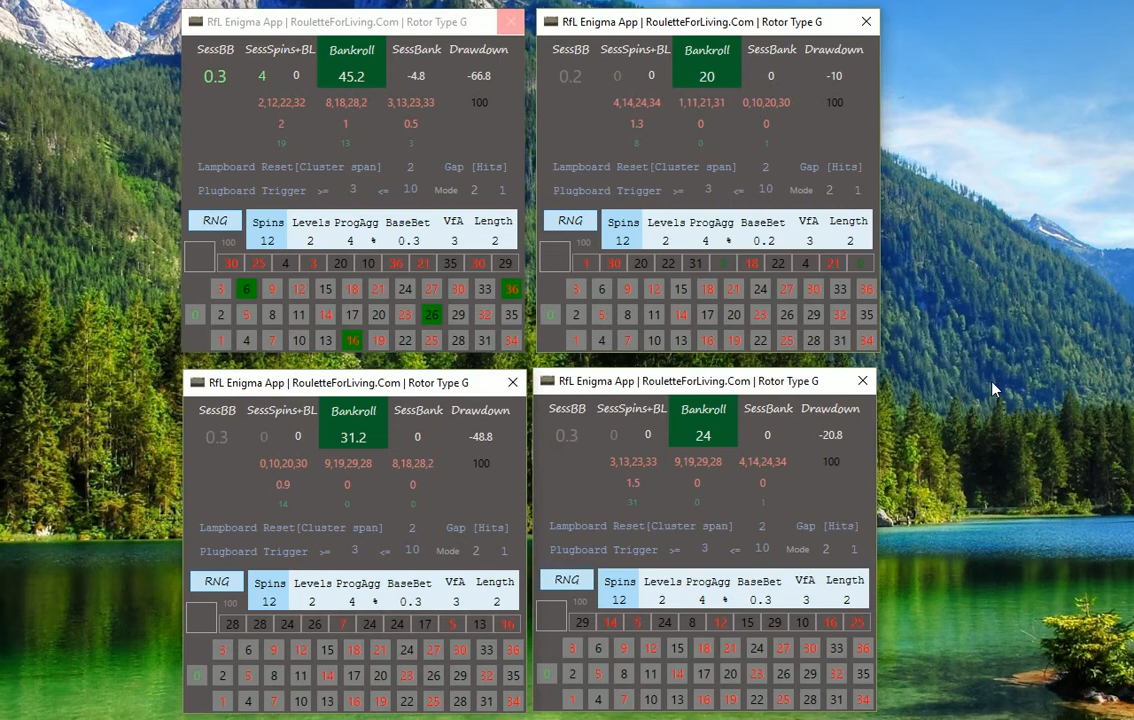 RfL Enigma App | RouletteForLiving.Com | Rotor Type G
SessBB SessSpins+BL Bankroll SessBank Drawdown
0.3 4 0 45.2 -4.8 -66.8
2,12,22,32 8,18,28,2 3,13,23,33 100
2 1 0.5
19 13 3
Lampboard Reset[Cluster span] 2 Gap [Hits]
Plugboard Trigger >= 3 <= 10 Mode 2 1
RNG Spins Levels ProgAgg BaseBet VfA Length
100 12 2 4 % 0.3 3 2
30 25 4 3 20 10 36 21 35 30 29
3 6 9 12 15 18 21 24 27 30 33 36
0 2 5 8 11 14 17 20 23 26 29 32 35
1 4 7 10 13 16 19 22 25 28 31 34
RfL Enigma App | RouletteForLiving.Com | Rotor Type G
SessBB SessSpins+BL Bankroll SessBank Drawdown
0.2 0 0 20 0 -10
4,14,24,34 1,11,21,31 0,10,20,30 100
1.3 0 0
8 0 1
Lampboard Reset[Cluster span] 2 Gap [Hits]
Plugboard Trigger >= 3 <= 10 Mode 2 1
RNG Spins Levels ProgAgg BaseBet VfA Length
100 12 2 4 % 0.2 3 2
1 30 20 22 31 18 22 4 21
3 6 9 12 15 18 21 24 27 30 33 36
0 2 5 8 11 14 17 20 23 26 29 32 35
1 4 7 10 13 16 19 22 25 28 31 34
RfL Enigma App | RouletteForLiving.Com | Rotor Type G
SessBB SessSpins+BL Bankroll SessBank Drawdown
0.3 0 0 31.2 0 -48.8
0,10,20,30 9,19,29,28 8,18,28,2 100
0.9 0 0
14 0 0
Lampboard Reset[Cluster span] 2 Gap [Hits]
Plugboard Trigger >= 3 <= 10 Mode 2 1
RNG Spins Levels ProgAgg BaseBet VfA Length
100 12 2 4 % 0.3 3 2
28 28 24 26 7 24 24 17 5 13 16
3 6 9 12 15 18 21 24 27 30 33 36
0 2 5 8 11 14 17 20 23 26 29 32 35
1 4 7 10 13 16 19 22 25 28 31 34
RfL Enigma App | RouletteForLiving.Com | Rotor Type G
SessBB SessSpins+BL Bankroll SessBank Drawdown
0.3 0 0 24 0 -20.8
3,13,23,33 9,19,29,28 4,14,24,34 100
1.5 0 0
31 0 1
Lampboard Reset[Cluster span] 2 Gap [Hits]
Plugboard Trigger >= 3 <= 10 Mode 2 1
RNG Spins Levels ProgAgg BaseBet VfA Length
100 12 2 4 % 0.3 3 2
29 14 5 24 8 12 15 29 10 16 25
3 6 9 12 15 18 21 24 27 30 33 36
0 2 5 8 11 14 17 20 23 26 29 32 35
1 4 7 10 13 16 19 22 25 28 31 34